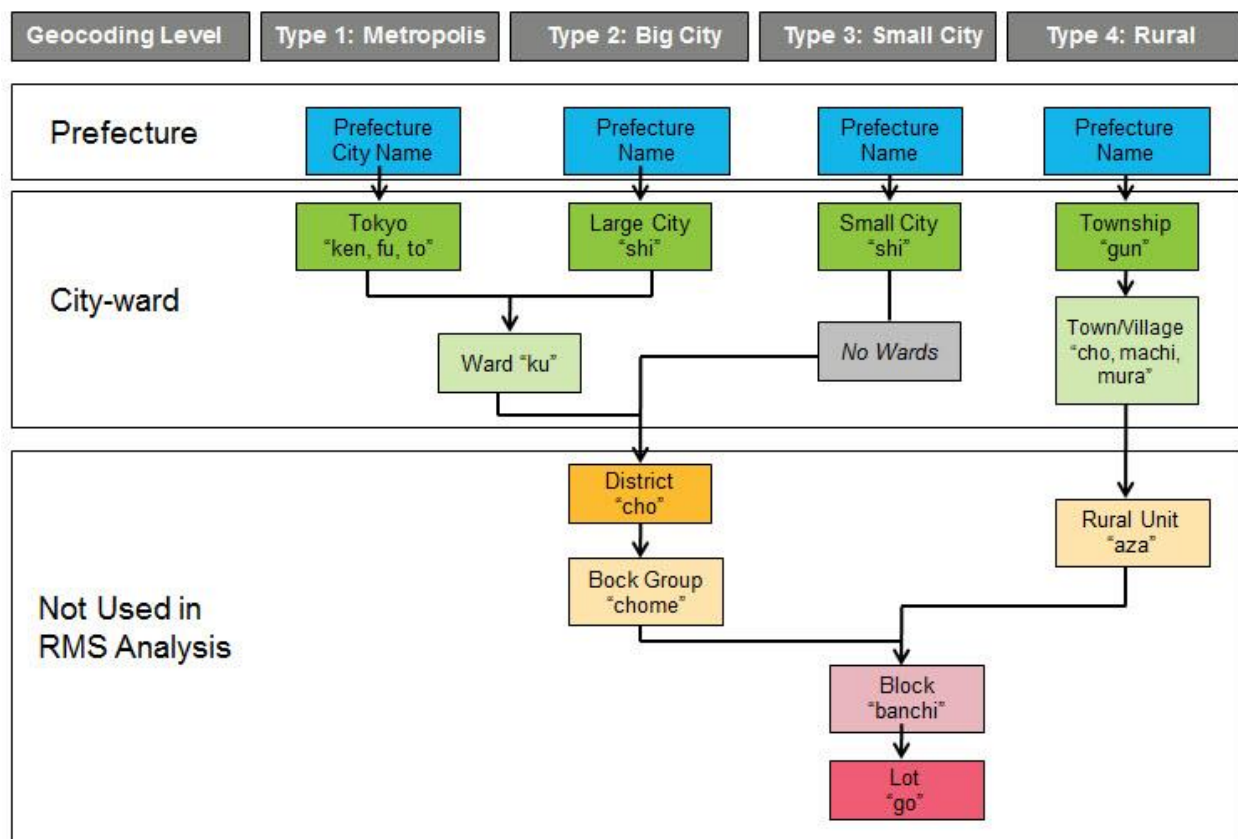 Geocoding Level
Type 1: Metropolis
Type 2: Big City
Type 3: Small City
Type 4: Rural
Prefecture
Prefecture
City Name
Prefecture
Name
Prefecture
Name
Prefecture
Name
City-ward
Tokyo
“ken, fu, to”
Large City
“shi”
Small City
“shi”
Township
“gun”
Ward “ku”
No Wards
Town/Village
“cho, machi,
mura”
Not Used in
RMS Analysis
District
“cho”
Rural Unit
“aza”
Bock Group
“chome”
Block
“banchi”
Lot
“go”